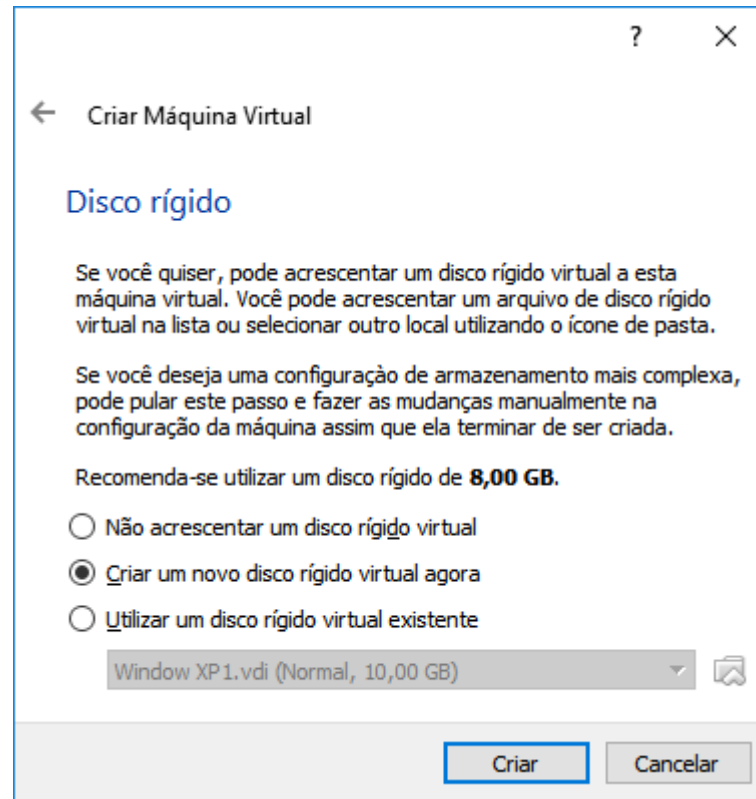 ?
Criar Máquina Virtual
Disco rígido
Se você quiser, pode acrescentar um disco rígido virtual a esta
máquina virtual. Você pode acrescentar um arquivo de disco rígido
virtual na lista ou selecionar outro local utilizando o ícone de pasta.
Se você deseja uma configuraçào de armazenamento mais complexa,
pode pular este passo e fazer as mudanças manualmente na
configuração da máquina assim que ela terminar de ser criada.
Recomenda-se utilizar um disco rígido de 8,00 GB.
Não acrescentar um disco rígido virtual
Criar um novo disco rígido virtual agora
Utilizar um disco rígido virtual existente
Window XP1.vdi (Normal, 10,00 GB)
Criar Cancelar